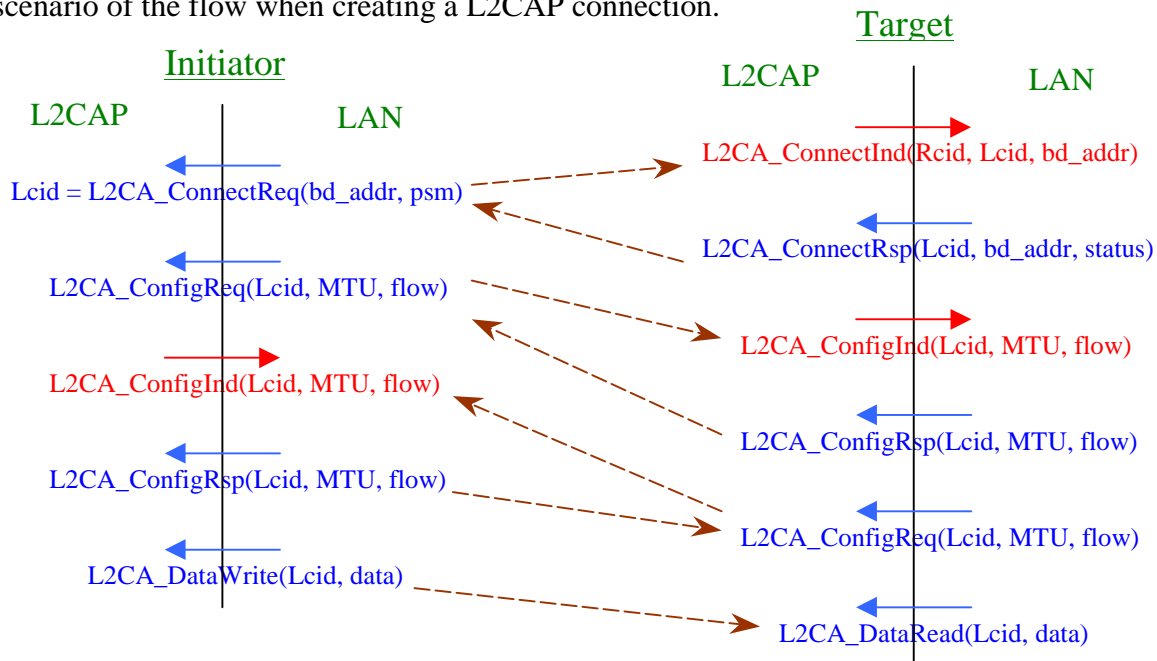 scenario of the flow when creating a L2CAP connection.
Target
Initiator
L2CAP
LAN
L2CAP
LAN
L2CA_ConnectInd(Rcid, Lcid, bd_addr)
Lcid = L2CA_ConnectReq(bd_addr, psm)
L2CA_ConnectRsp(Lcid, bd_addr, status)
L2CA_ConfigReq(Lcid, MTU, flow)
L2CA_ConfigInd(Lcid, MTU, flow)
L2CA_ConfigInd(Lcid, MTU, flow)
L2CA_ConfigRsp(Lcid, MTU, flow)
L2CA_ConfigRsp(Lcid, MTU, flow)
L2CA_ConfigReq(Lcid, MTU, flow)
L2CA_DataWrite(Lcid, data)
L2CA_DataRead(Lcid, data)